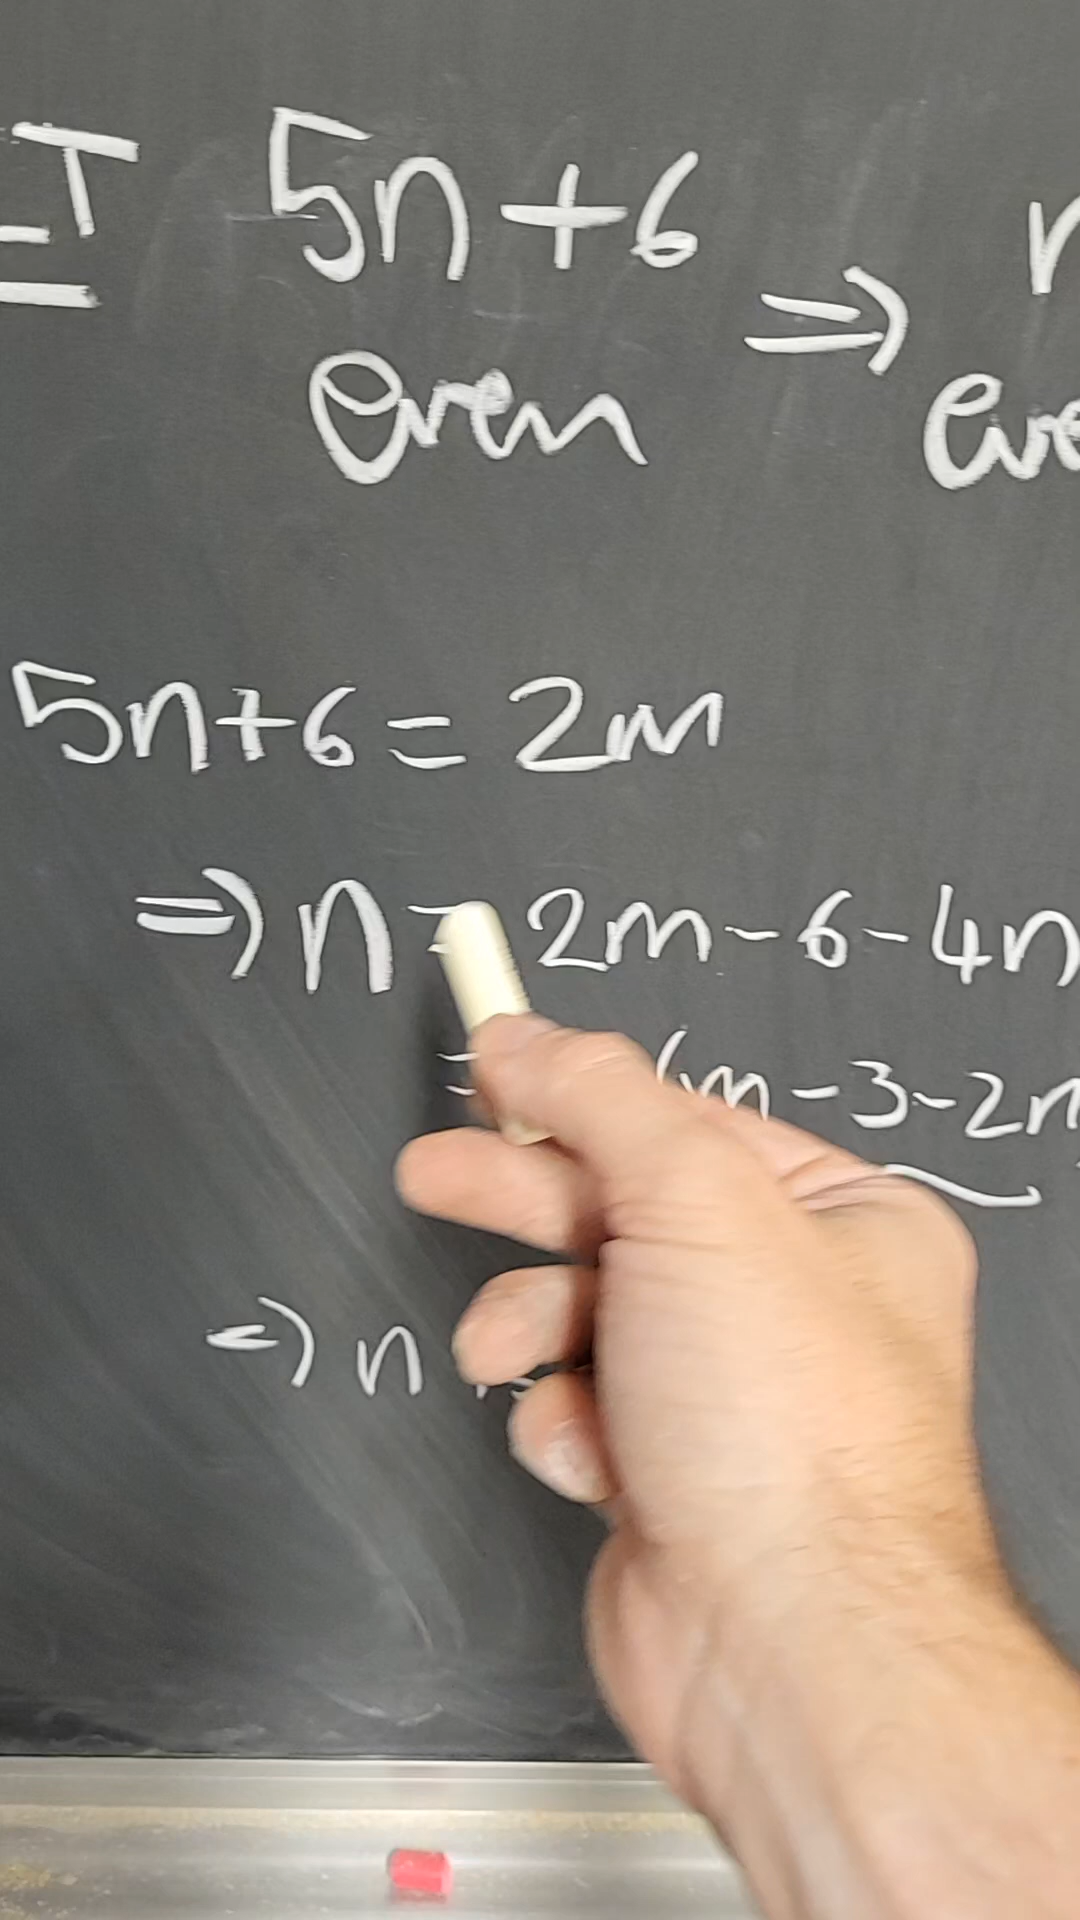 I 5n+6 ⇒ n
even eve
5n+6 = 2m
⇒ n = 2m - 6 - 4n
= (m - 3 - 2n
⇒ n